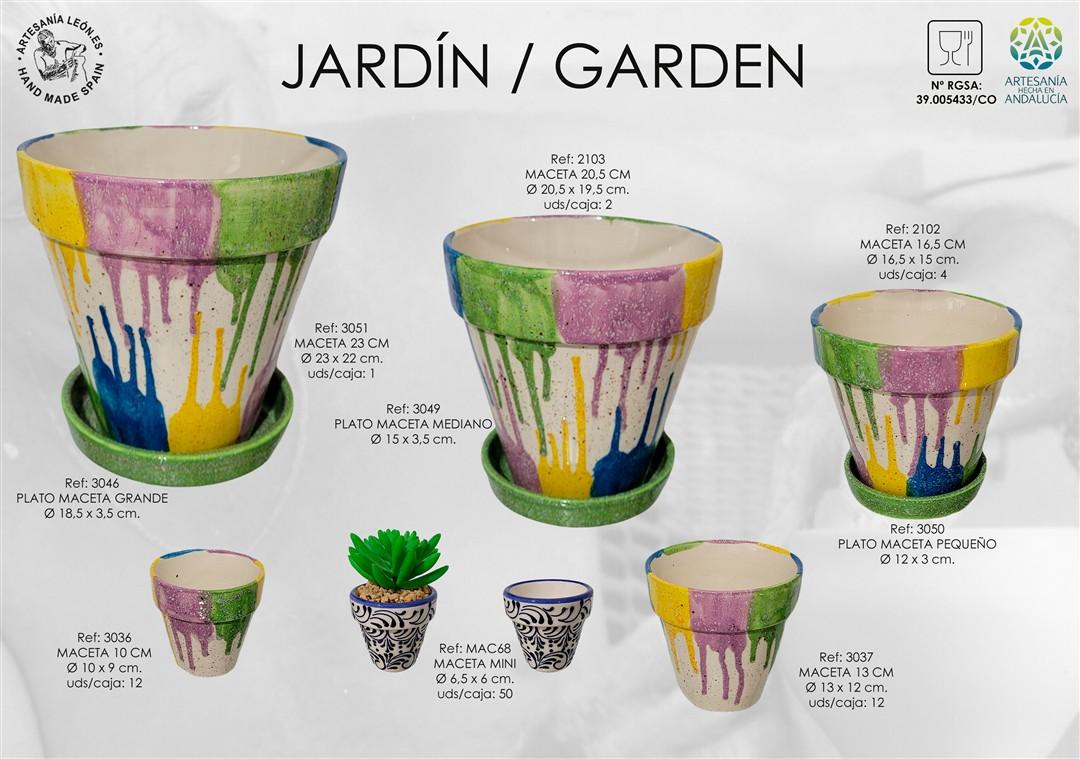 ARTESANÍA LEÓN.ES
HAND MADE SPAIN
JARDÍN / GARDEN
Nº RGSA:
39.005433/CO
ARTESANÍA
HECHA EN
ANDALUCÍA
Ref: 2103
MACETA 20,5 CM
Ø 20,5 x 19,5 cm.
uds/caja: 2
Ref: 2102
MACETA 16,5 CM
Ø 16,5 x 15 cm.
uds/caja: 4
Ref: 3051
MACETA 23 CM
Ø 23 x 22 cm.
uds/caja: 1
Ref: 3049
PLATO MACETA MEDIANO
Ø 15 x 3,5 cm.
Ref: 3046
PLATO MACETA GRANDE
Ø 18,5 x 3,5 cm.
Ref: 3050
PLATO MACETA PEQUEÑO
Ø 12 x 3 cm.
Ref: 3036
MACETA 10 CM
Ø 10 x 9 cm.
uds/caja: 12
Ref: MAC68
MACETA MINI
Ø 6,5 x 6 cm.
uds/caja: 50
Ref: 3037
MACETA 13 CM
Ø 13 x 12 cm.
uds/caja: 12